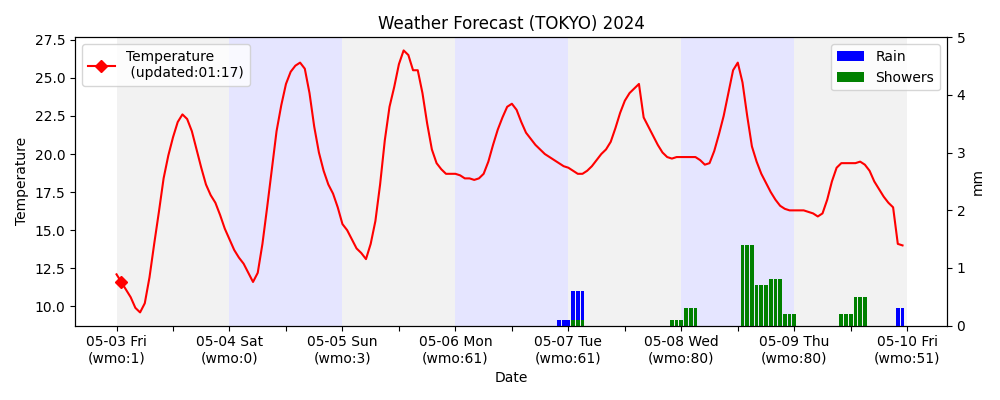 Weather Forecast (TOKYO) 2024
Temperature
(updated:01:17)
Rain
Showers
27.5
25.0
22.5
20.0
17.5
15.0
12.5
10.0
Temperature
5
4
3
2
1
0
mm
05-03 Fri
(wmo:1)
05-04 Sat
(wmo:0)
05-05 Sun
(wmo:3)
05-06 Mon
(wmo:61)
05-07 Tue
(wmo:61)
05-08 Wed
(wmo:80)
05-09 Thu
(wmo:80)
05-10 Fri
(wmo:51)
Date